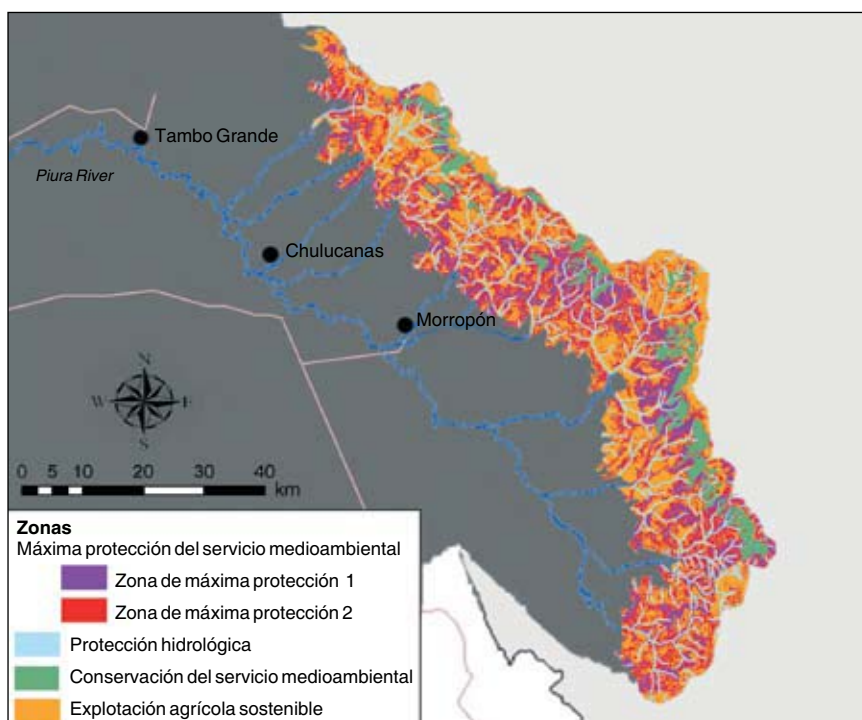 Tambo Grande
Piura River
Chulucanas
Morropón
N
W E
S
0 5 10 20 30 40
km
Zonas
Máxima protección del servicio medioambiental
Zona de máxima protección 1
Zona de máxima protección 2
Protección hidrológica
Conservación del servicio medioambiental
Explotación agrícola sostenible